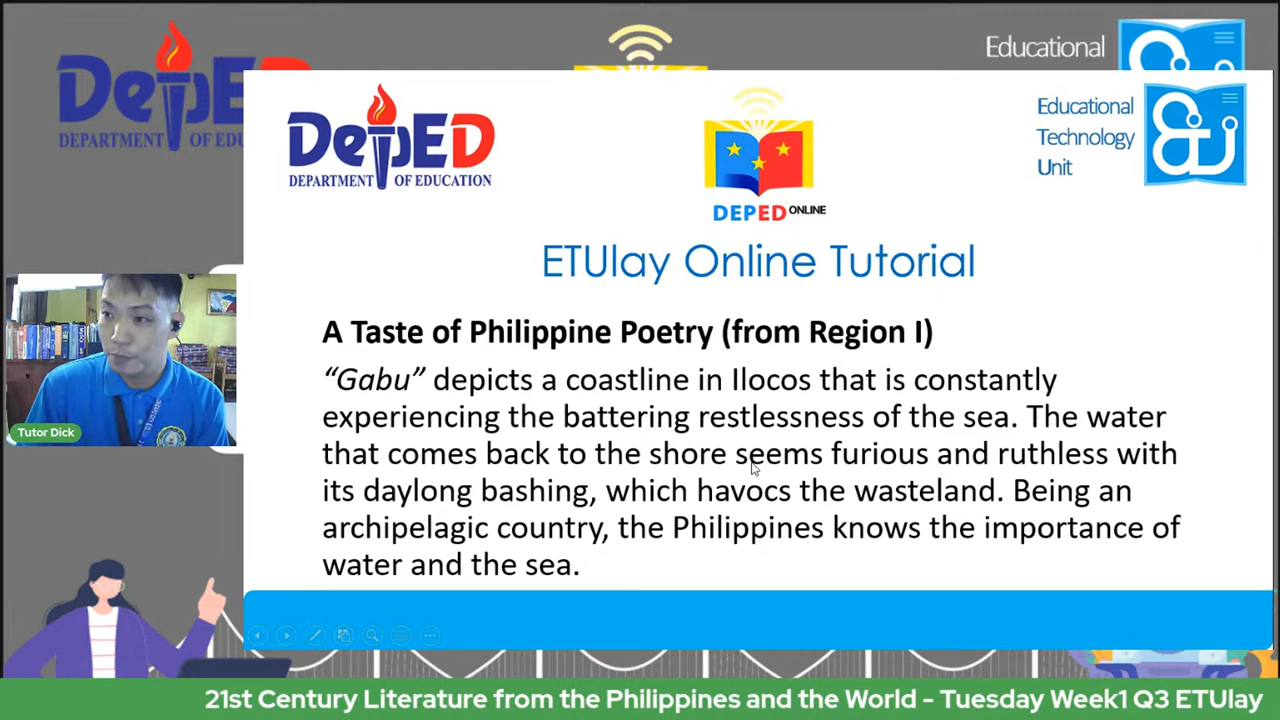 DepED
DEPARTMENT OF EDUCATION
Educational
DepED
DEPARTMENT OF EDUCATION
DEPED ONLINE
Educational
Technology
Unit
ETUlay Online Tutorial
A Taste of Philippine Poetry (from Region I)
“Gabu” depicts a coastline in Ilocos that is constantly
experiencing the battering restlessness of the sea. The water
that comes back to the shore seems furious and ruthless with
its daylong bashing, which havocs the wasteland. Being an
archipelagic country, the Philippines knows the importance of
water and the sea.
Tutor Dick
21st Century Literature from the Philippines and the World - Tuesday Week1 Q3 ETUlay